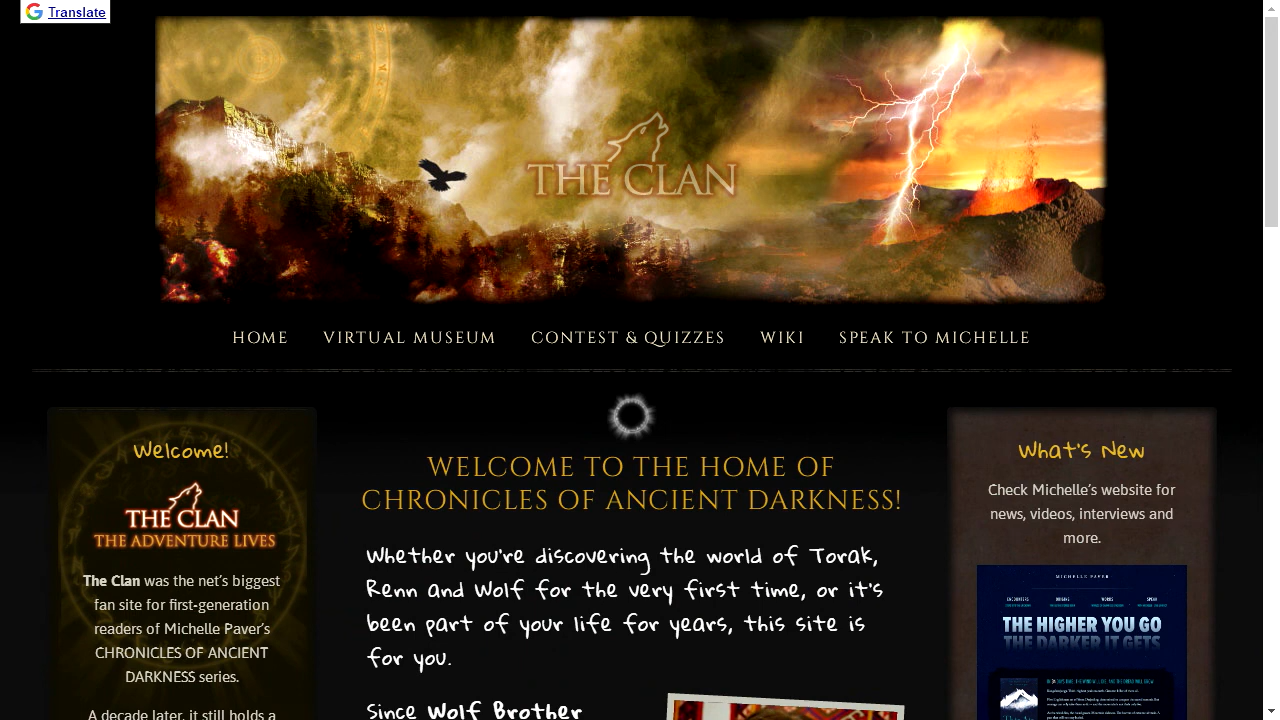 Translate
THE CLAN
HOME
VIRTUAL MUSEUM
CONTEST & QUIZZES
WIKI
SPEAK TO MICHELLE
Welcome!
THE CLAN
THE ADVENTURE LIVES
The Clan was the net's biggest
fan site for first-generation
readers of Michelle Paver's
CHRONICLES OF ANCIENT
DARKNESS series.
A decade later, it still holds a
WELCOME TO THE HOME OF
CHRONICLES OF ANCIENT DARKNESS!
Whether you're discovering the world of Torak,
Renn and Wolf for the very first time, or it's
been part of your life for years, this site is
for you.
Since Wolf Brother
What's New
Check Michelle's website for
news, videos, interviews and
more.
MICHELLE PAVER
ENCOUNTERS
ORIGINS
WORKS
SPEAK
THE HIGHER YOU GO
THE DARKER IT GETS